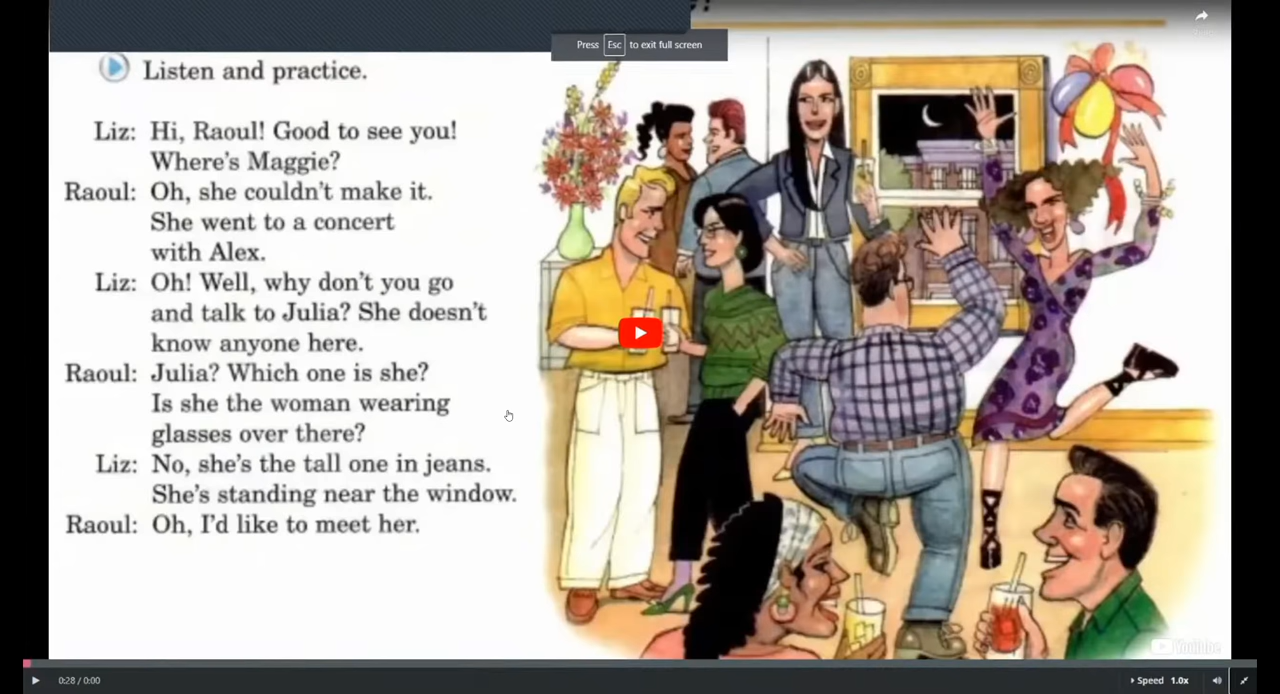 Press Esc to exit full screen
Listen and practice.
Liz: Hi, Raoul! Good to see you!
Where's Maggie?
Raoul: Oh, she couldn't make it.
She went to a concert
with Alex.
Liz: Oh! Well, why don't you go
and talk to Julia? She doesn't
know anyone here.
Raoul: Julia? Which one is she?
Is she the woman wearing
glasses over there?
Liz: No, she's the tall one in jeans.
She's standing near the window.
Raoul: Oh, I'd like to meet her.
YouTube
0:28 / 0:00
Speed 1.0x